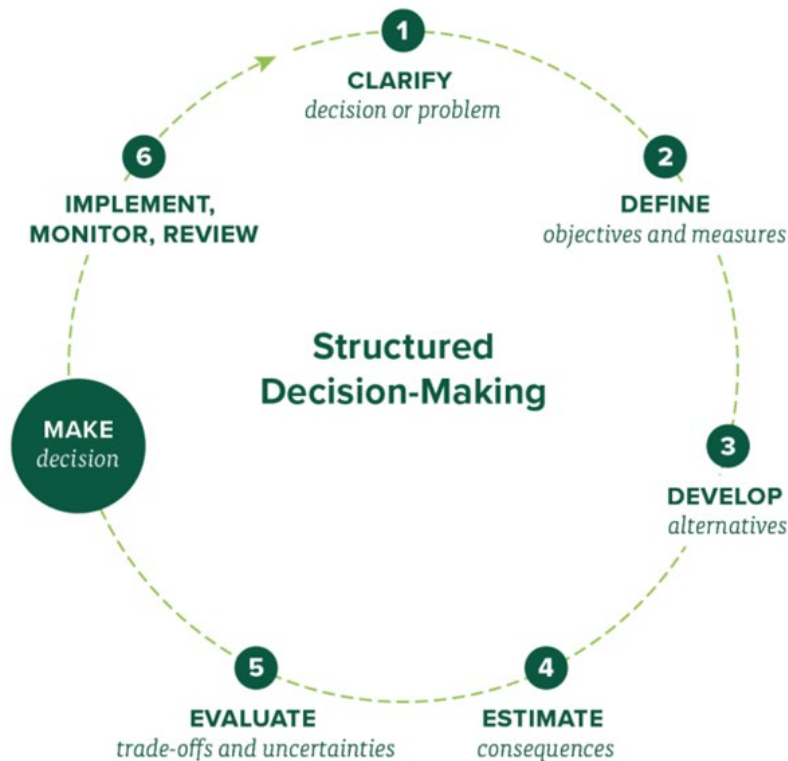 1
CLARIFY
decision or problem
2
DEFINE
objectives and measures
3
DEVELOP
alternatives
4
ESTIMATE
consequences
5
EVALUATE
trade-offs and uncertainties
MAKE
decision
6
IMPLEMENT,
MONITOR, REVIEW
Structured
Decision-Making